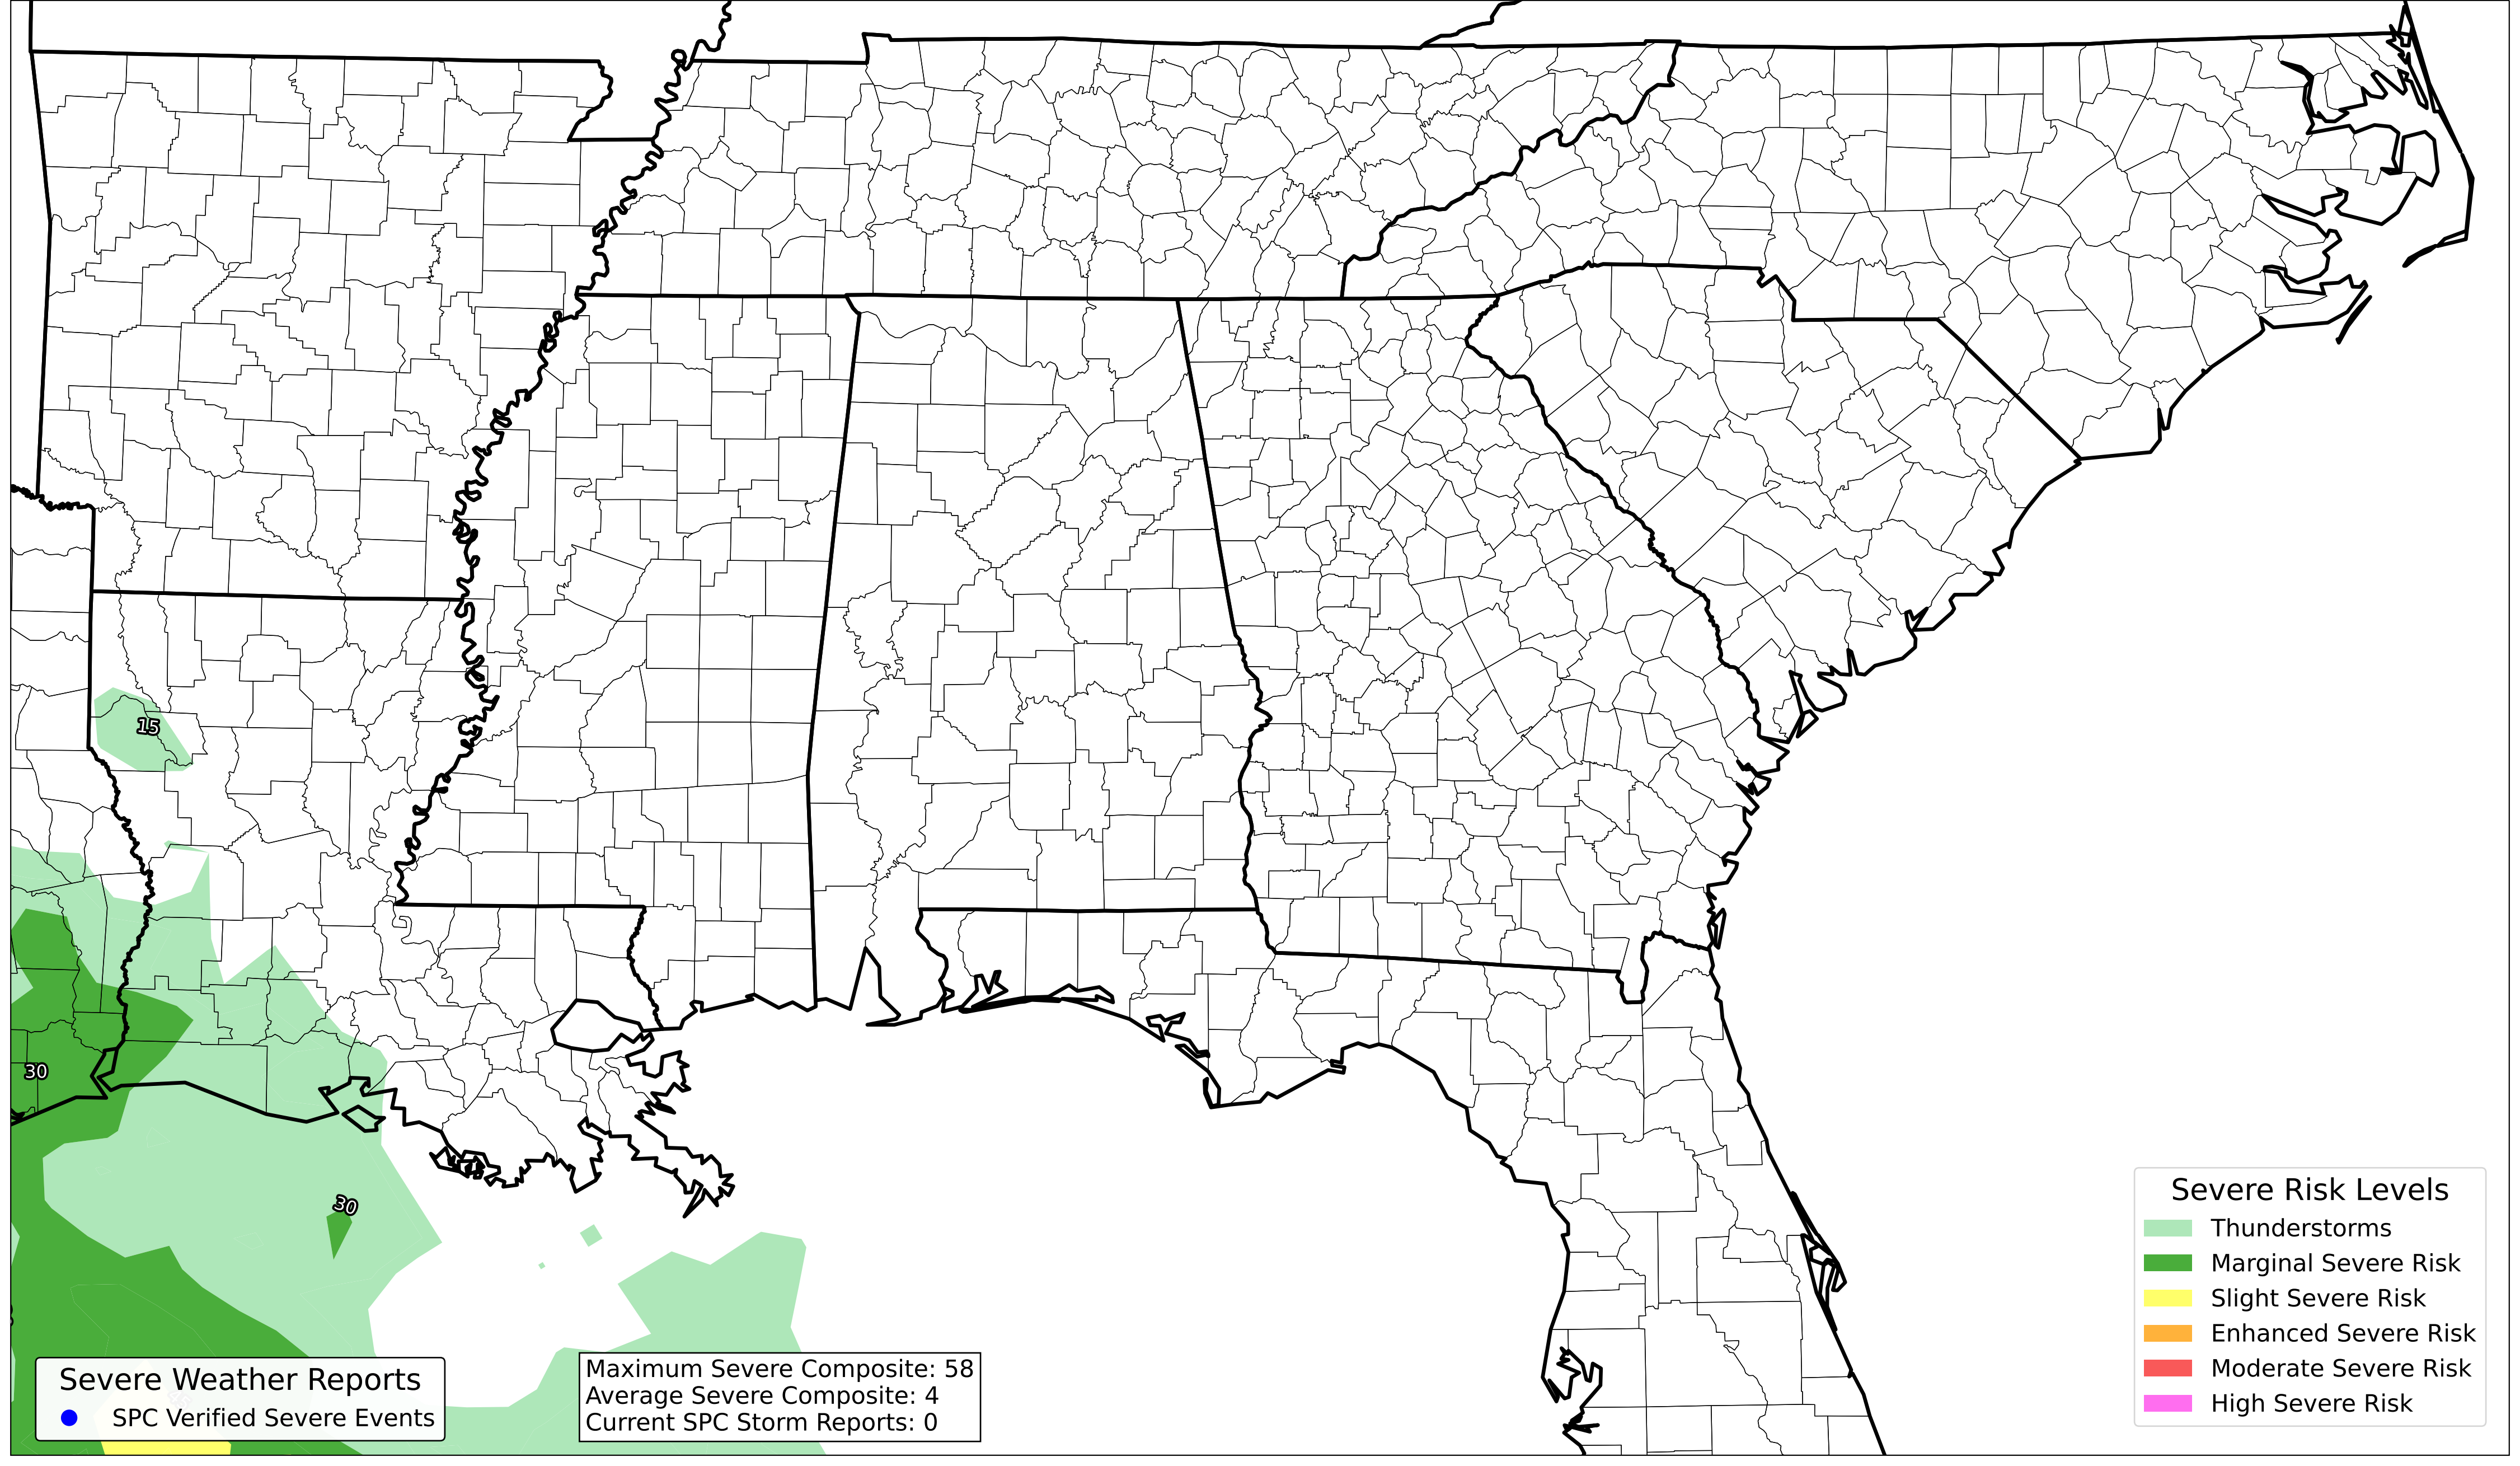 15
30
30
Severe Weather Reports
SPC Verified Severe Events
Maximum Severe Composite: 58
Average Severe Composite: 4
Current SPC Storm Reports: 0
Severe Risk Levels
Thunderstorms
Marginal Severe Risk
Slight Severe Risk
Enhanced Severe Risk
Moderate Severe Risk
High Severe Risk